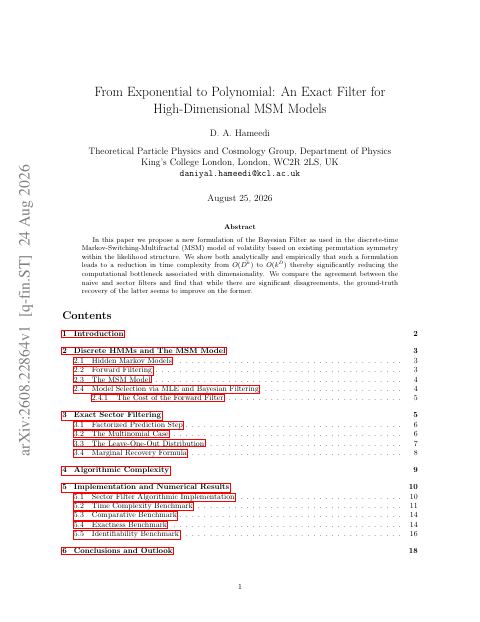 From Exponential to Polynomial: An Exact Filter for
High-Dimensional MSM Models
D. A. Hameedi
Theoretical Particle Physics and Cosmology Group, Department of Physics
King's College London, London, WC2R 2LS, UK
daniyal.hameedi@kcl.ac.uk
August 25, 2026
Abstract
In this paper we propose a new formulation of the Bayesian Filter as used in the discrete-time
Markov-Switching-Multifractal (MSM) model of volatility based on existing permutation symmetry
within the likelihood structure. We show both analytically and empirically that such a formulation
leads to a reduction in time complexity from O(Dᵏ) to O(kᴰ) thereby significantly reducing the
computational bottleneck associated with dimensionality. We compare the agreement between the
naive and sector filters and find that while there are significant disagreements, the ground-truth
recovery of the latter seems to improve on the former.
Contents
1 Introduction 2
2 Discrete HMMs and The MSM Model 3
2.1 Hidden Markov Models . . . . . . . . . . . . . . . . . . . . 3
2.2 Forward Filtering . . . . . . . . . . . . . . . . . . . . 3
2.3 The MSM Model . . . . . . . . . . . . . . . . . . . . 4
2.4 Model Selection via MLE and Bayesian Filtering . . . . . . . . . . . . . . . . . . . . 4
2.4.1 The Cost of the Forward Filter . . . . . . . . . . . . . . . . . . . . 5
3 Exact Sector Filtering 5
3.1 Factorized Prediction Step . . . . . . . . . . . . . . . . . . . . 6
3.2 The Multinomial Case . . . . . . . . . . . . . . . . . . . . 6
3.3 The Leave-One-Out Distribution . . . . . . . . . . . . . . . . . . . . 7
3.4 Marginal Recovery Formula . . . . . . . . . . . . . . . . . . . . 8
4 Algorithmic Complexity 9
5 Implementation and Numerical Results 10
5.1 Sector Filter Algorithmic Implementation . . . . . . . . . . . . . . . . . . . . 10
5.2 Time Complexity Benchmark . . . . . . . . . . . . . . . . . . . . 11
5.3 Comparative Benchmark . . . . . . . . . . . . . . . . . . . . 14
5.4 Exactness Benchmark . . . . . . . . . . . . . . . . . . . . 14
5.5 Identifiability Benchmark . . . . . . . . . . . . . . . . . . . . 16
6 Conclusions and Outlook 18
1
arXiv:2608.22864v1 [q-fin.ST] 24 Aug 2026